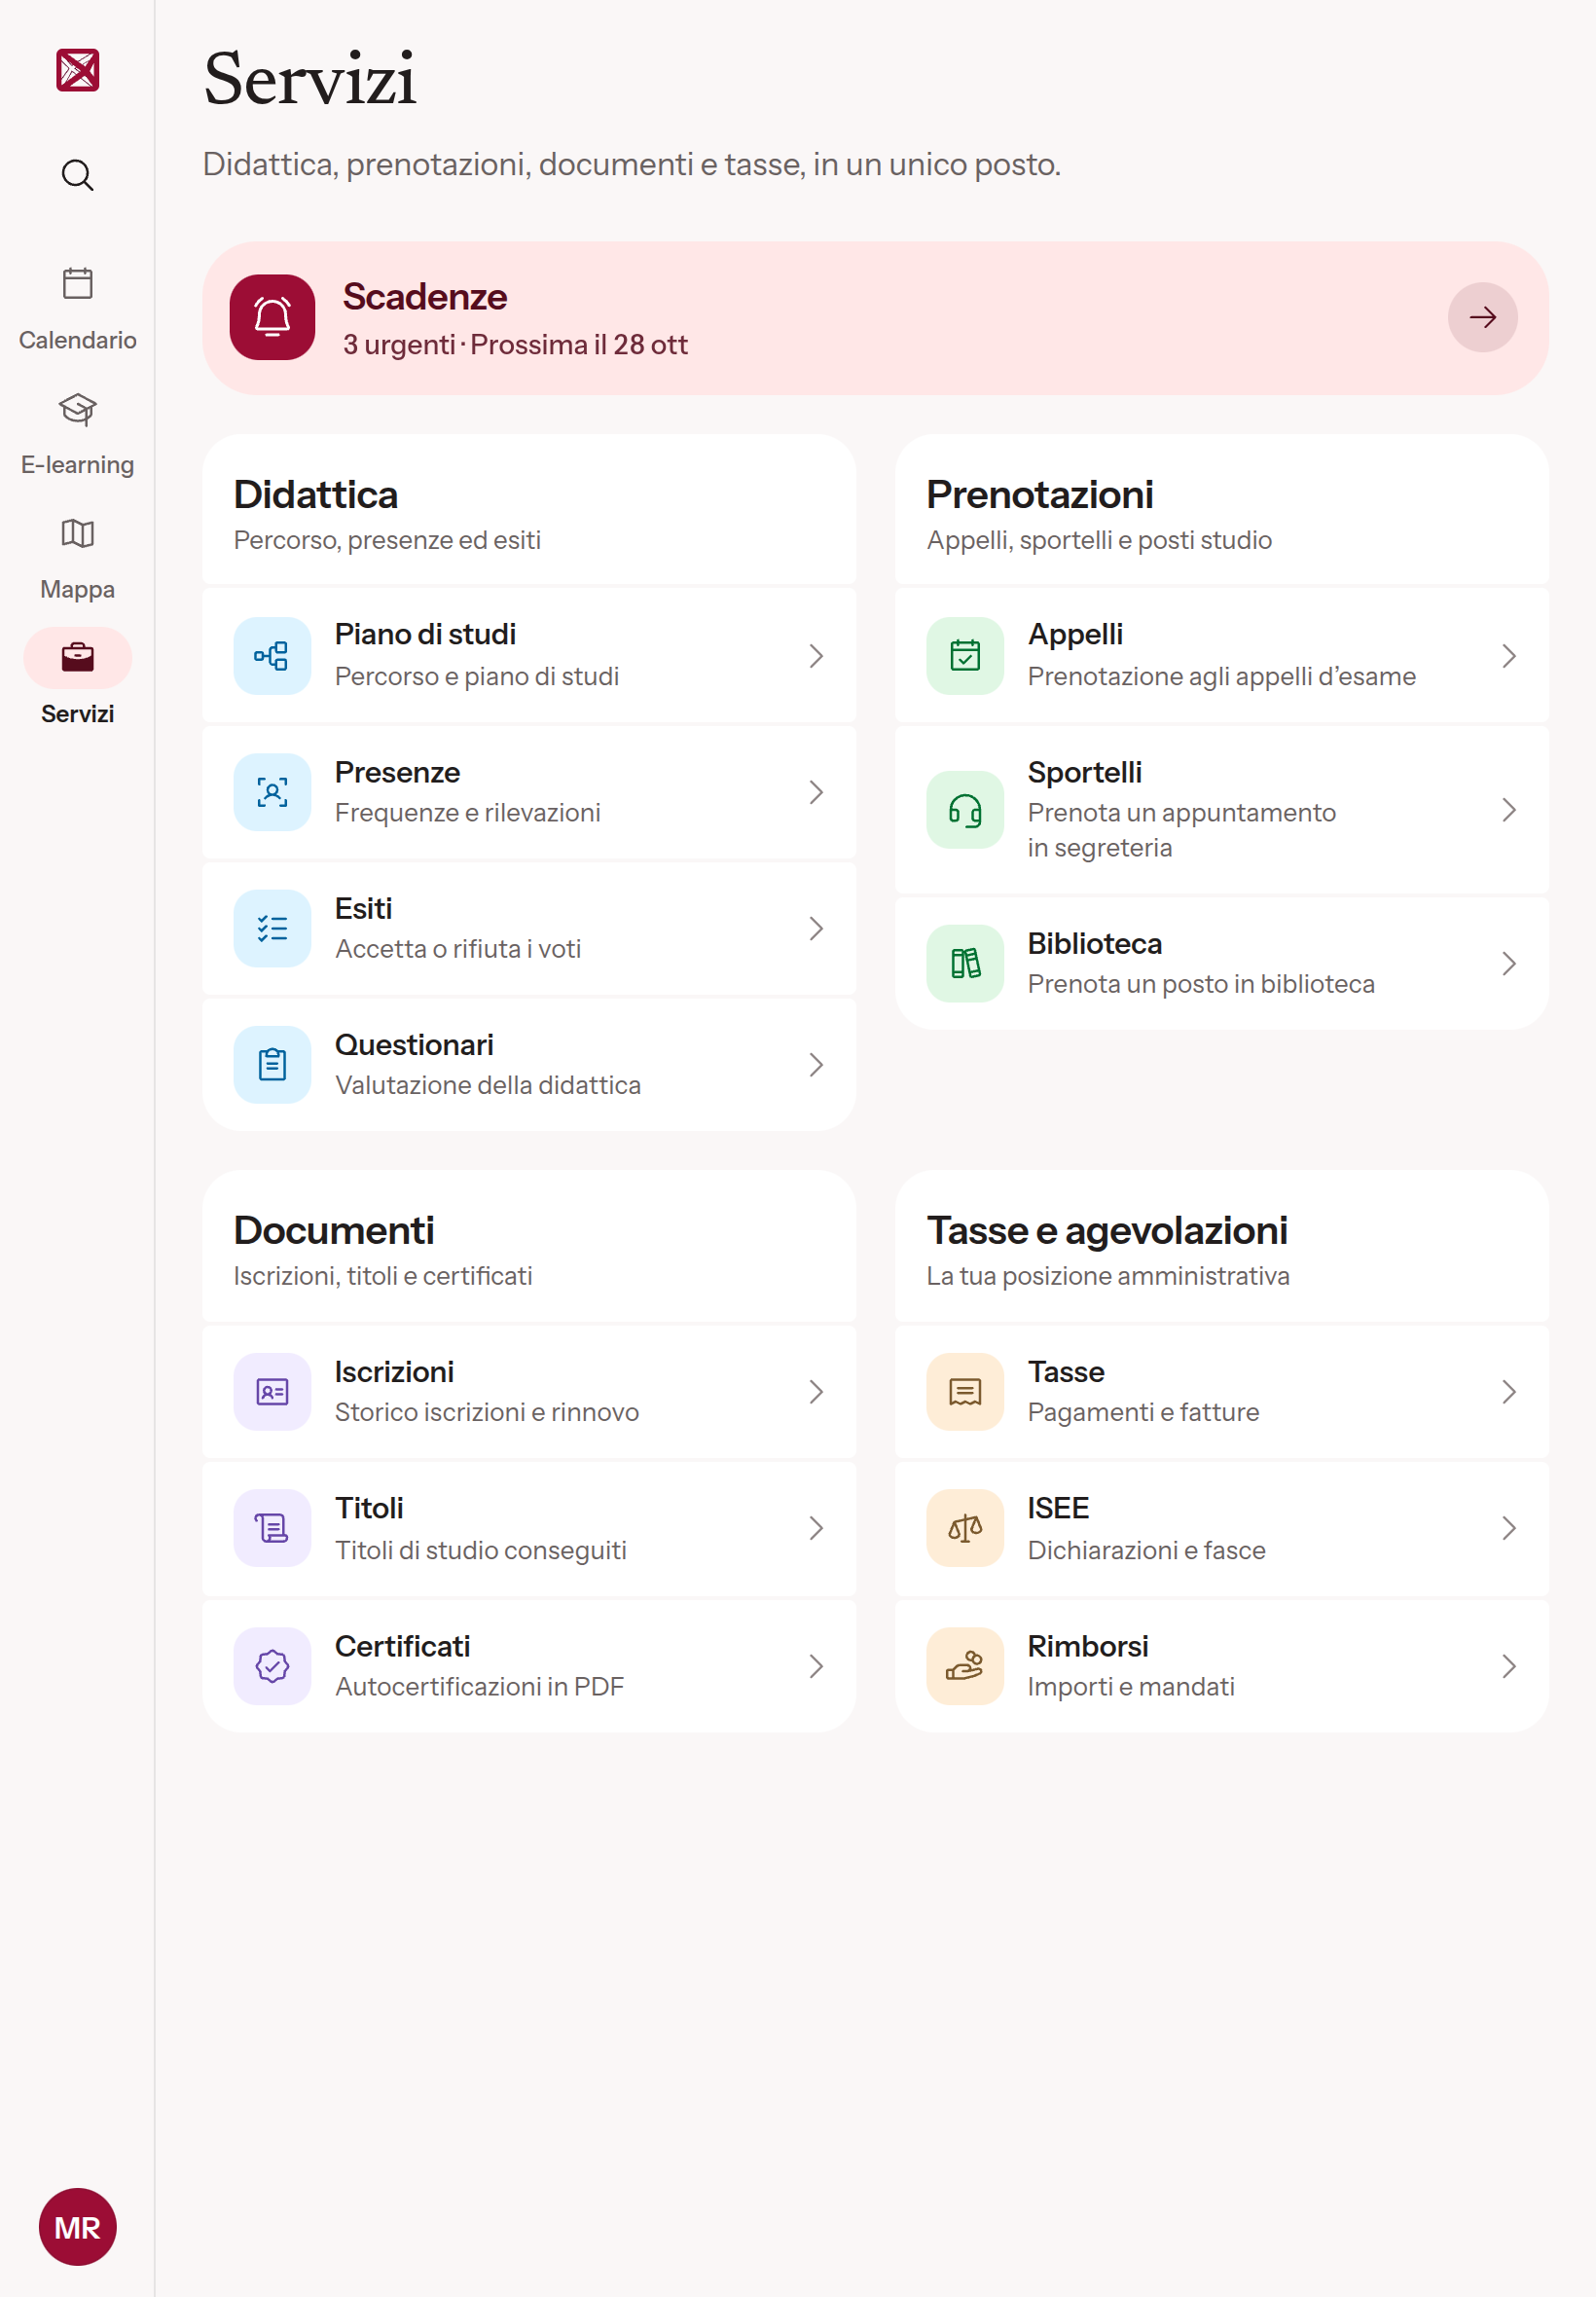 Servizi
Didattica, prenotazioni, documenti e tasse, in un unico posto.
Calendario
E-learning
Mappa
Servizi
MR
Scadenze
3 urgenti · Prossima il 28 ott
Didattica
Percorso, presenze ed esiti
Piano di studi
Percorso e piano di studi
Presenze
Frequenze e rilevazioni
Esiti
Accetta o rifiuta i voti
Questionari
Valutazione della didattica
Prenotazioni
Appelli, sportelli e posti studio
Appelli
Prenotazione agli appelli d’esame
Sportelli
Prenota un appuntamento
in segreteria
Biblioteca
Prenota un posto in biblioteca
Documenti
Iscrizioni, titoli e certificati
Iscrizioni
Storico iscrizioni e rinnovo
Titoli
Titoli di studio conseguiti
Certificati
Autocertificazioni in PDF
Tasse e agevolazioni
La tua posizione amministrativa
Tasse
Pagamenti e fatture
ISEE
Dichiarazioni e fasce
Rimborsi
Importi e mandati